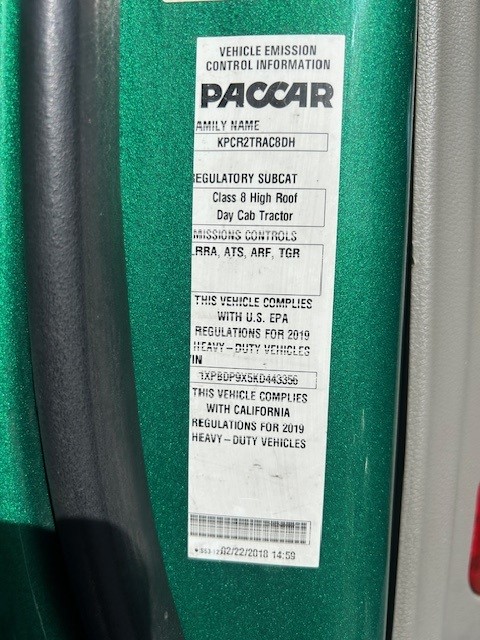 VEHICLE EMISSION
CONTROL INFORMATION
PACCAR
AMILY NAME
KPCR2TRAC8DH
EGULATORY SUBCAT
Class 8 High Roof
Day Cab Tractor
MISSIONS CONTROLS
LRRA, ATS, ARF, TGR
THIS VEHICLE COMPLIES
WITH U.S. EPA
REGULATIONS FOR 2019
HEAVY-DUTY VEHICLES
IN
1XPBDP9X5KD443356
THIS VEHICLE COMPLIES
WITH CALIFORNIA
REGULATIONS FOR 2019
HEAVY-DUTY VEHICLES
02/22/2018 14:59